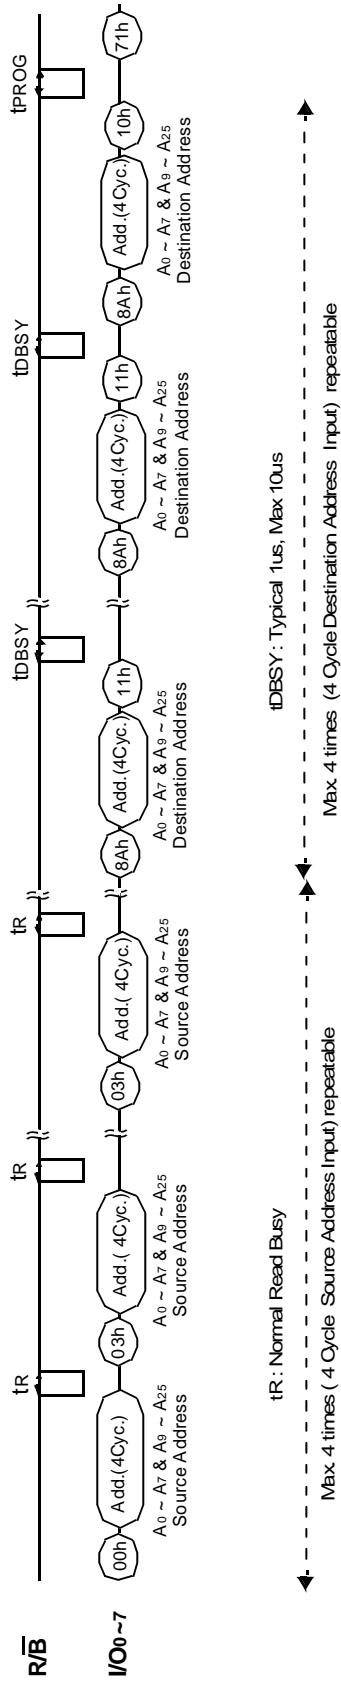 R/B
tR
tR
tR
tDBSY
tDBSY
tPROG
I/O0~7
00h
Add.(4Cyc.)
03h
Add.( 4Cyc.)
03h
Add.( 4Cyc.)
8Ah
Add.(4Cyc.)
11h
8Ah
Add.(4Cyc.)
11h
8Ah
Add.(4Cyc.)
10h
71h
A0 ~ A7 & A9 ~ A25
Source Address
A0 ~ A7 & A9 ~ A25
Source Address
A0 ~ A7 & A9 ~ A25
Source Address
A0 ~ A7 & A9 ~ A25
Destination Address
A0 ~ A7 & A9 ~ A25
Destination Address
A0 ~ A7 & A9 ~ A25
Destination Address
tR : Normal Read Busy
tDBSY : Typical 1us, Max 10us
Max. 4 times ( 4 Cycle Source Address Input) repeatable
Max. 4 times (4 Cycle Destination Address Input) repeatable